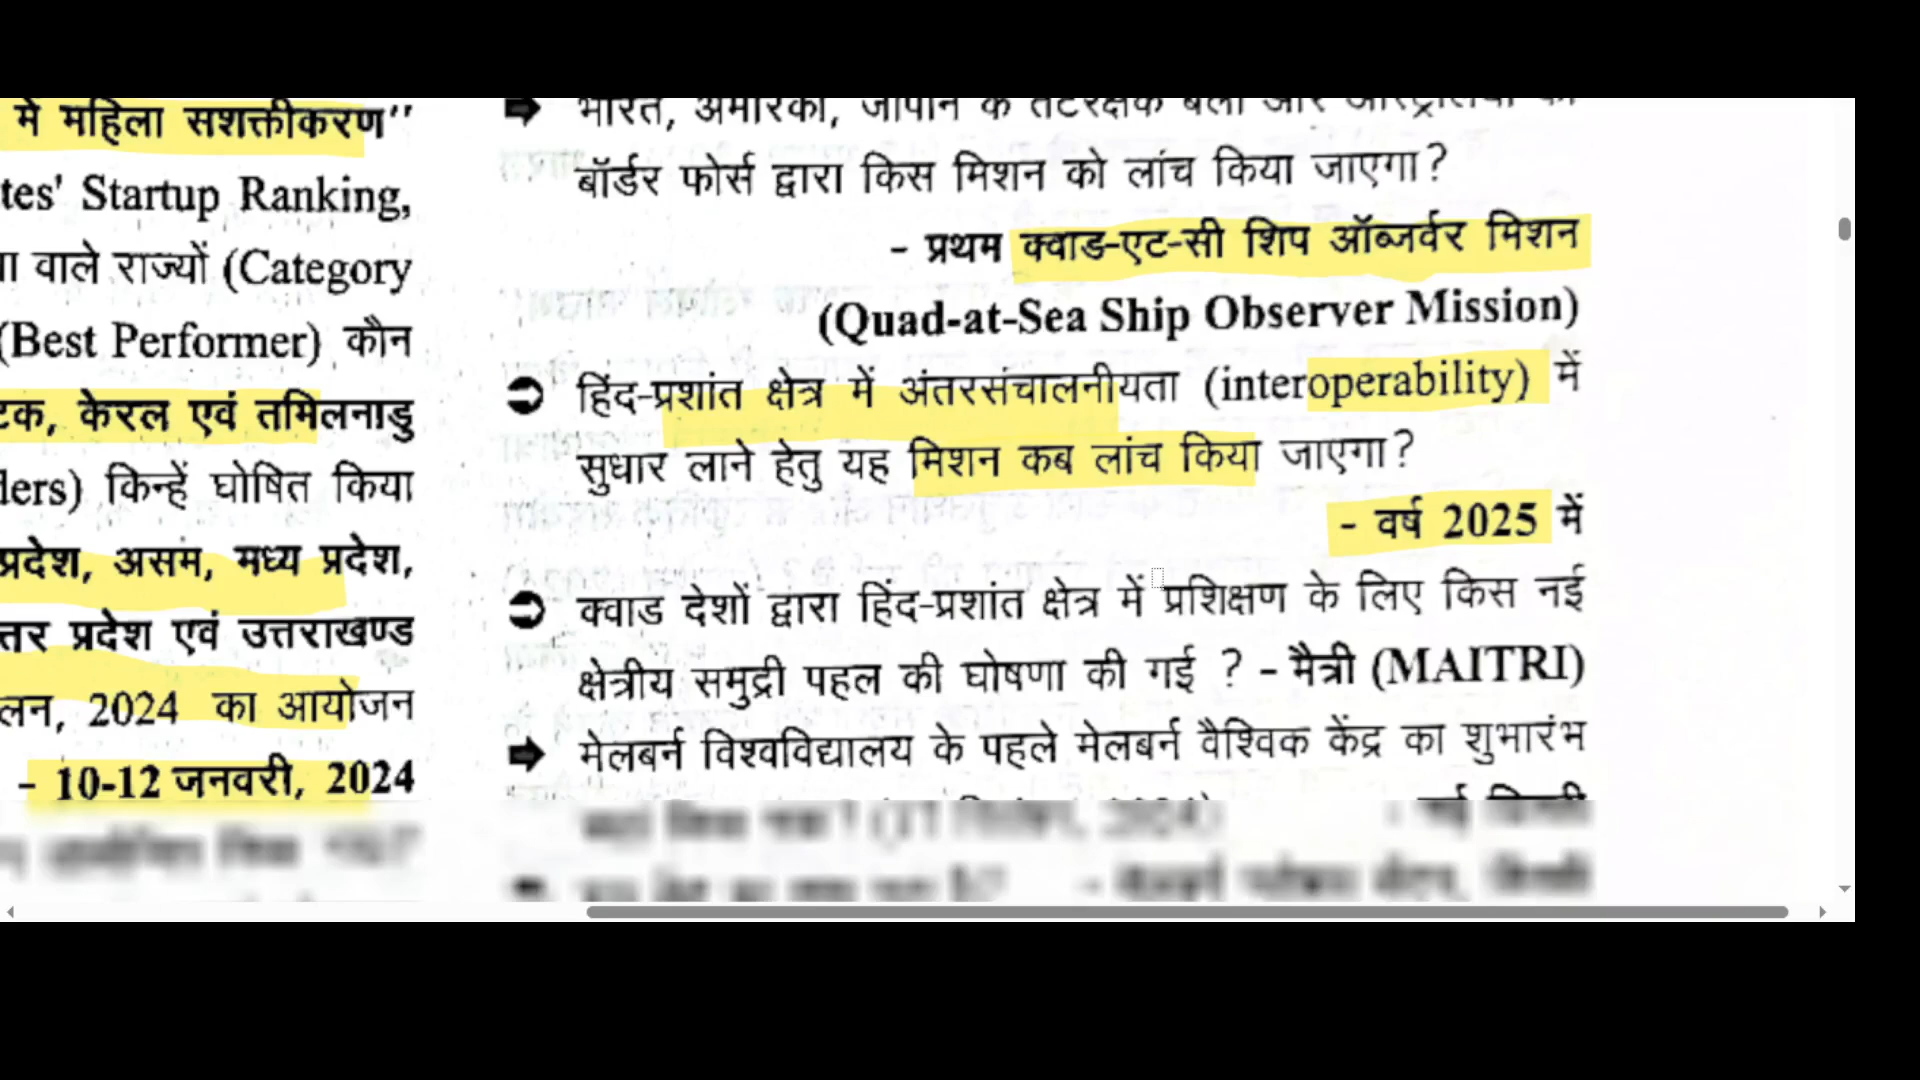 में महिला सशक्तीकरण’’
tes' Startup Ranking,
वाले राज्यों (Category
(Best Performer) कौन
टक, केरल एवं तमिलनाडु
lers) किन्हें घोषित किया
प्रदेश, असम, मध्य प्रदेश,
त्तर प्रदेश एवं उत्तराखण्ड
लन, 2024 का आयोजन
- 10-12 जनवरी, 2024
भारत, अमेरिका, जापान के तटरक्षक बलों और
बॉर्डर फोर्स द्वारा किस मिशन को लांच किया जाएगा?
- प्रथम क्वाड-एट-सी शिप ऑब्जर्वर मिशन
(Quad-at-Sea Ship Observer Mission)
हिंद-प्रशांत क्षेत्र में अंतरसंचालनीयता (interoperability) में
सुधार लाने हेतु यह मिशन कब लांच किया जाएगा?
- वर्ष 2025 में
क्वाड देशों द्वारा हिंद-प्रशांत क्षेत्र में प्रशिक्षण के लिए किस नई
क्षेत्रीय समुद्री पहल की घोषणा की गई ? - मैत्री (MAITRI)
मेलबर्न विश्वविद्यालय के पहले मेलबर्न वैश्विक केंद्र का शुभारंभ